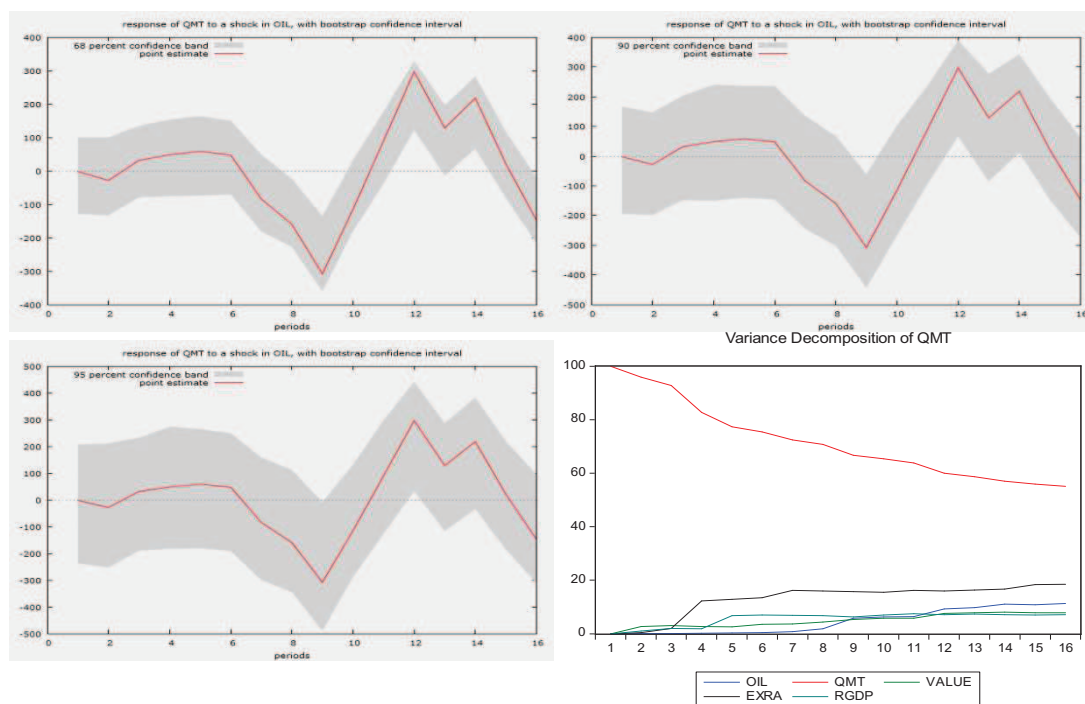 response of QMT to a shock in OIL, with bootstrap confidence interval
400
300
200
100
0
-100
-200
-300
-400
68 percent confidence band
point estimate
0 2 4 6 8 10 12 14 16
periods
response of QMT to a shock in OIL, with bootstrap confidence interval
400
300
200
100
0
-100
-200
-300
-400
-500
90 percent confidence band
point estimate
0 2 4 6 8 10 12 14 16
periods
response of QMT to a shock in OIL, with bootstrap confidence interval
500
400
300
200
100
0
-100
-200
-300
-400
-500
95 percent confidence band
point estimate
0 2 4 6 8 10 12 14 16
periods
Variance Decomposition of QMT
100
80
60
40
20
0
1 2 3 4 5 6 7 8 9 10 11 12 13 14 15 16
OIL QMT VALUE
EXRA RGDP